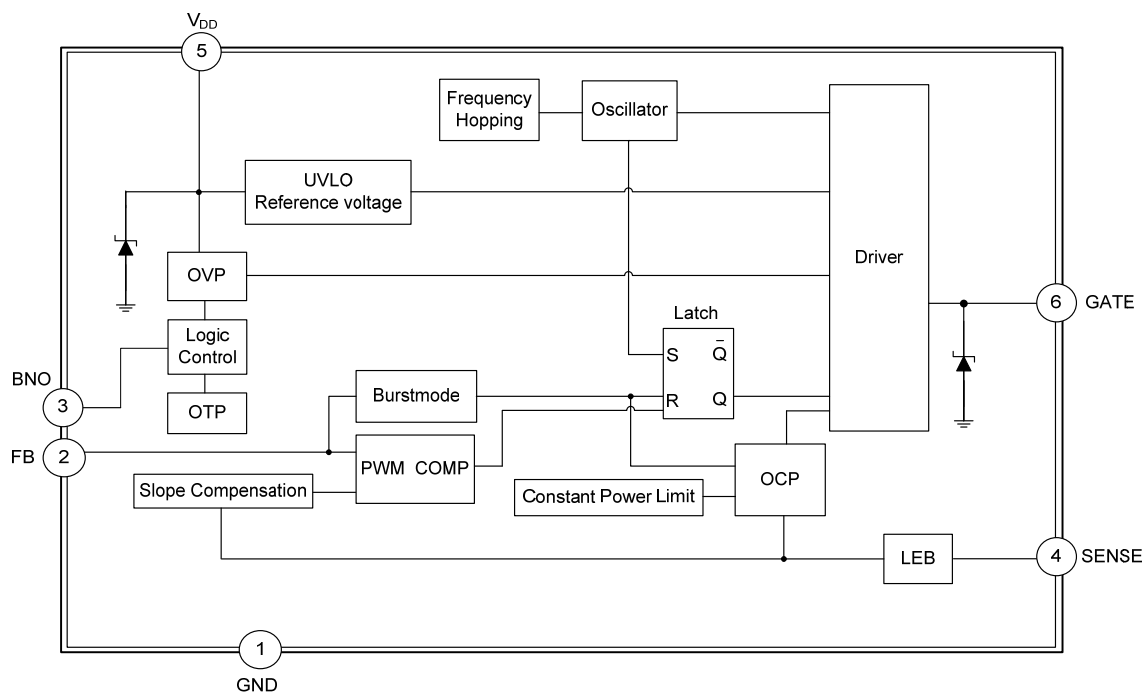 VDD
5
Frequency
Hopping
Oscillator
UVLO
Reference voltage
Driver
OVP
6
GATE
Latch
Logic
Control
S
Q̅
BNO
3
Burstmode
R
Q
OTP
FB
2
PWM COMP
OCP
Slope Compensation
Constant Power Limit
LEB
4
SENSE
1
GND